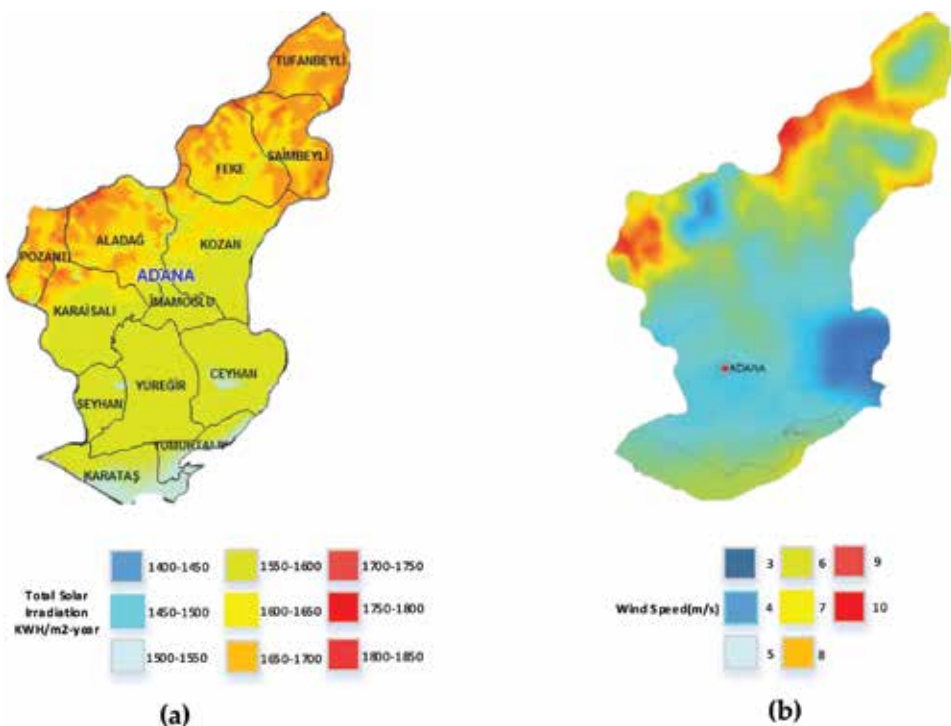 TUFANBEYLİ
SAİMBEYLİ
FEKE
ALADAĞ
KOZAN
POZANTI
ADANA
İMAMOĞLU
KARAİSALI
CEYHAN
YUREĞİR
SEYHAN
KARATAŞ
ADANA
Total Solar
Irradiation
KWH/m2-year
1400-1450
1550-1600
1700-1750
1450-1500
1600-1650
1750-1800
1500-1550
1650-1700
1800-1850
(a)
Wind Speed(m/s)
3
6
9
4
7
10
5
8
(b)